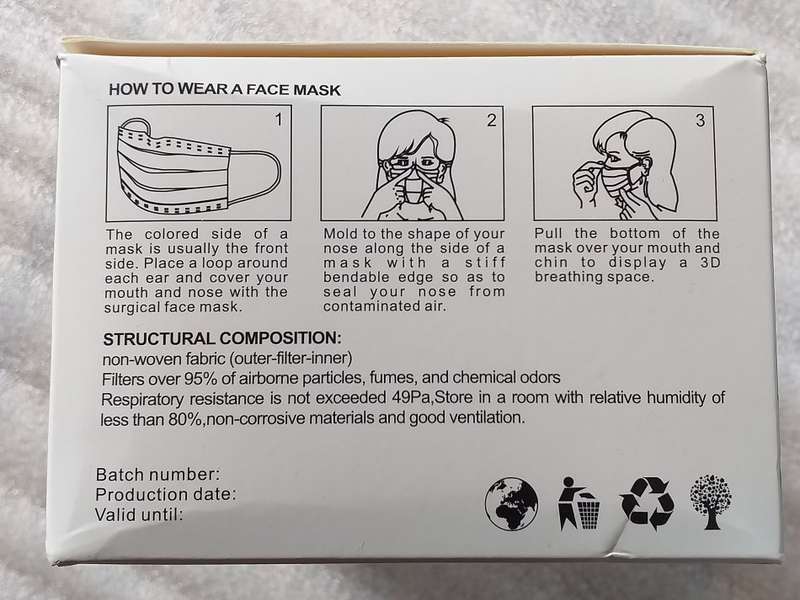 HOW TO WEAR A FACE MASK
1
The colored side of a
mask is usually the front
side. Place a loop around
each ear and cover your
mouth and nose with the
surgical face mask.
2
Mold to the shape of your
nose along the side of a
mask with a stiff
bendable edge so as to
seal your nose from
contaminated air.
3
Pull the bottom of the
mask over your mouth and
chin to display a 3D
breathing space.
STRUCTURAL COMPOSITION:
non-woven fabric (outer-filter-inner)
Filters over 95% of airborne particles, fumes, and chemical odors
Respiratory resistance is not exceeded 49Pa,Store in a room with relative humidity of
less than 80%,non-corrosive materials and good ventilation.
Batch number:
Production date:
Valid until: